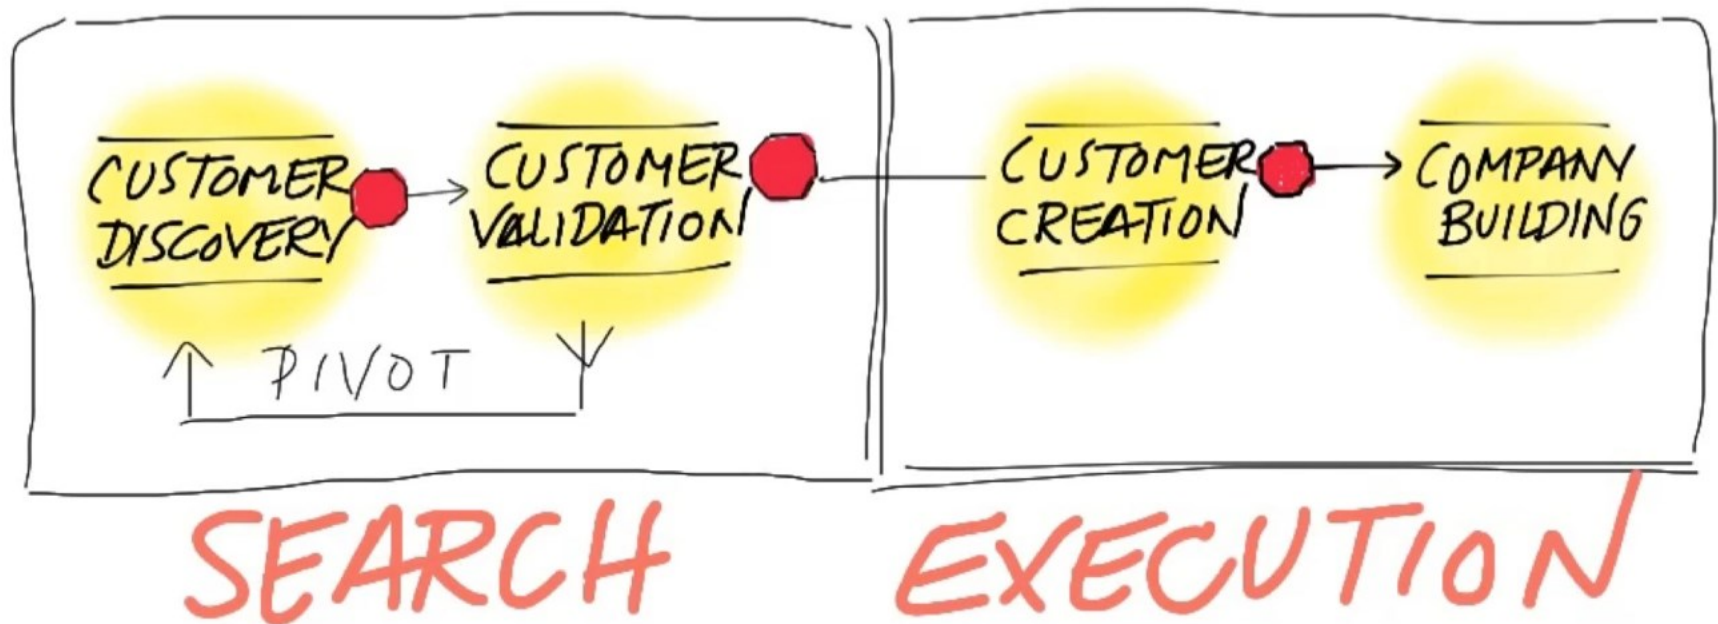 CUSTOMER
DISCOVERY
CUSTOMER
VALIDATION
PIVOT
CUSTOMER
CREATION
COMPANY
BUILDING
SEARCH
EXECUTION